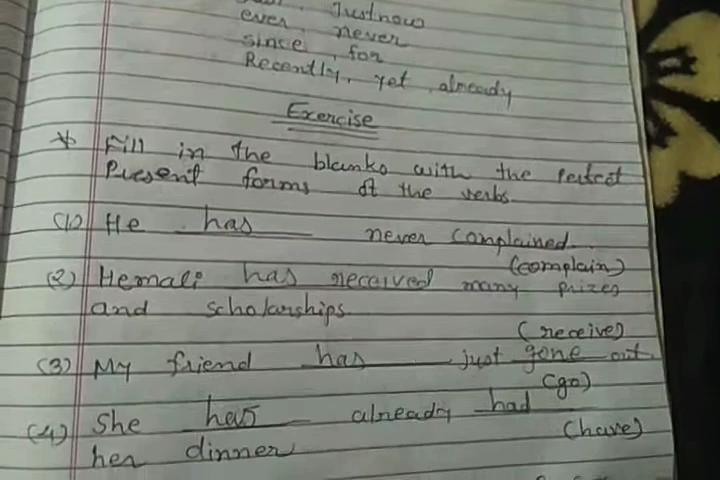 Just now
ever, never
since, for
Recently, yet, already
Exercise
* Fill in the blanks with the perfect
Present forms of the verbs.
(1) He has never complained.
(complain)
(2) Hemali has received many prizes
and scholarships.
(receive)
(3) My friend has just gone out.
(go)
(4) She has already had
(have)
her dinner